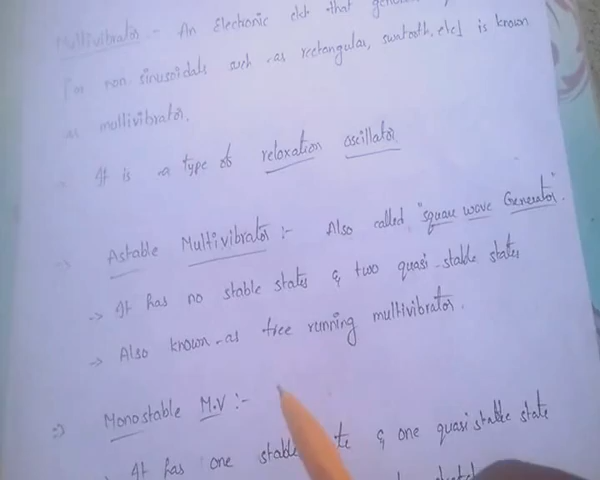 Multivibrator :- An Electronic ckt that
For non sinusoidals such as rectangular, sawtooth, etc] is known
as multivibrator.
It is a type of reloxation oscillator
Astable Multivibrator :- Also called "square wave Generator".
→ It has no stable states & two quasi-stable states
→ Also known as free running multivibrator.
⇒ Monostable M.V :-
It has one stable & one quasi stable state